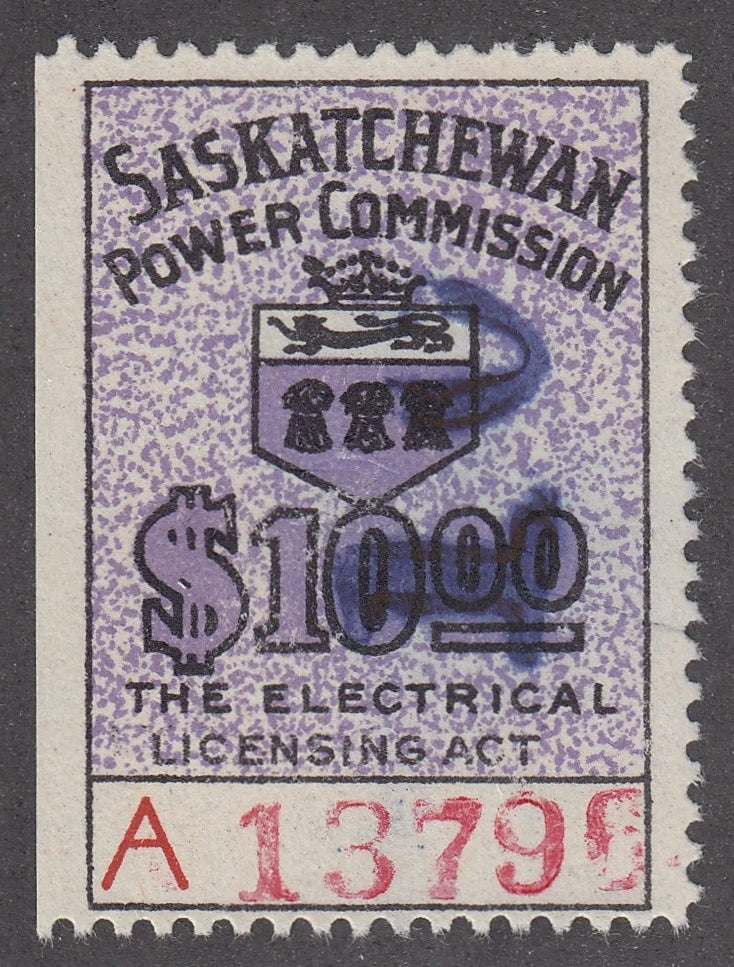 SASKATCHEWAN
POWER COMMISSION
$10.00
THE ELECTRICAL
LICENSING ACT
A 1379